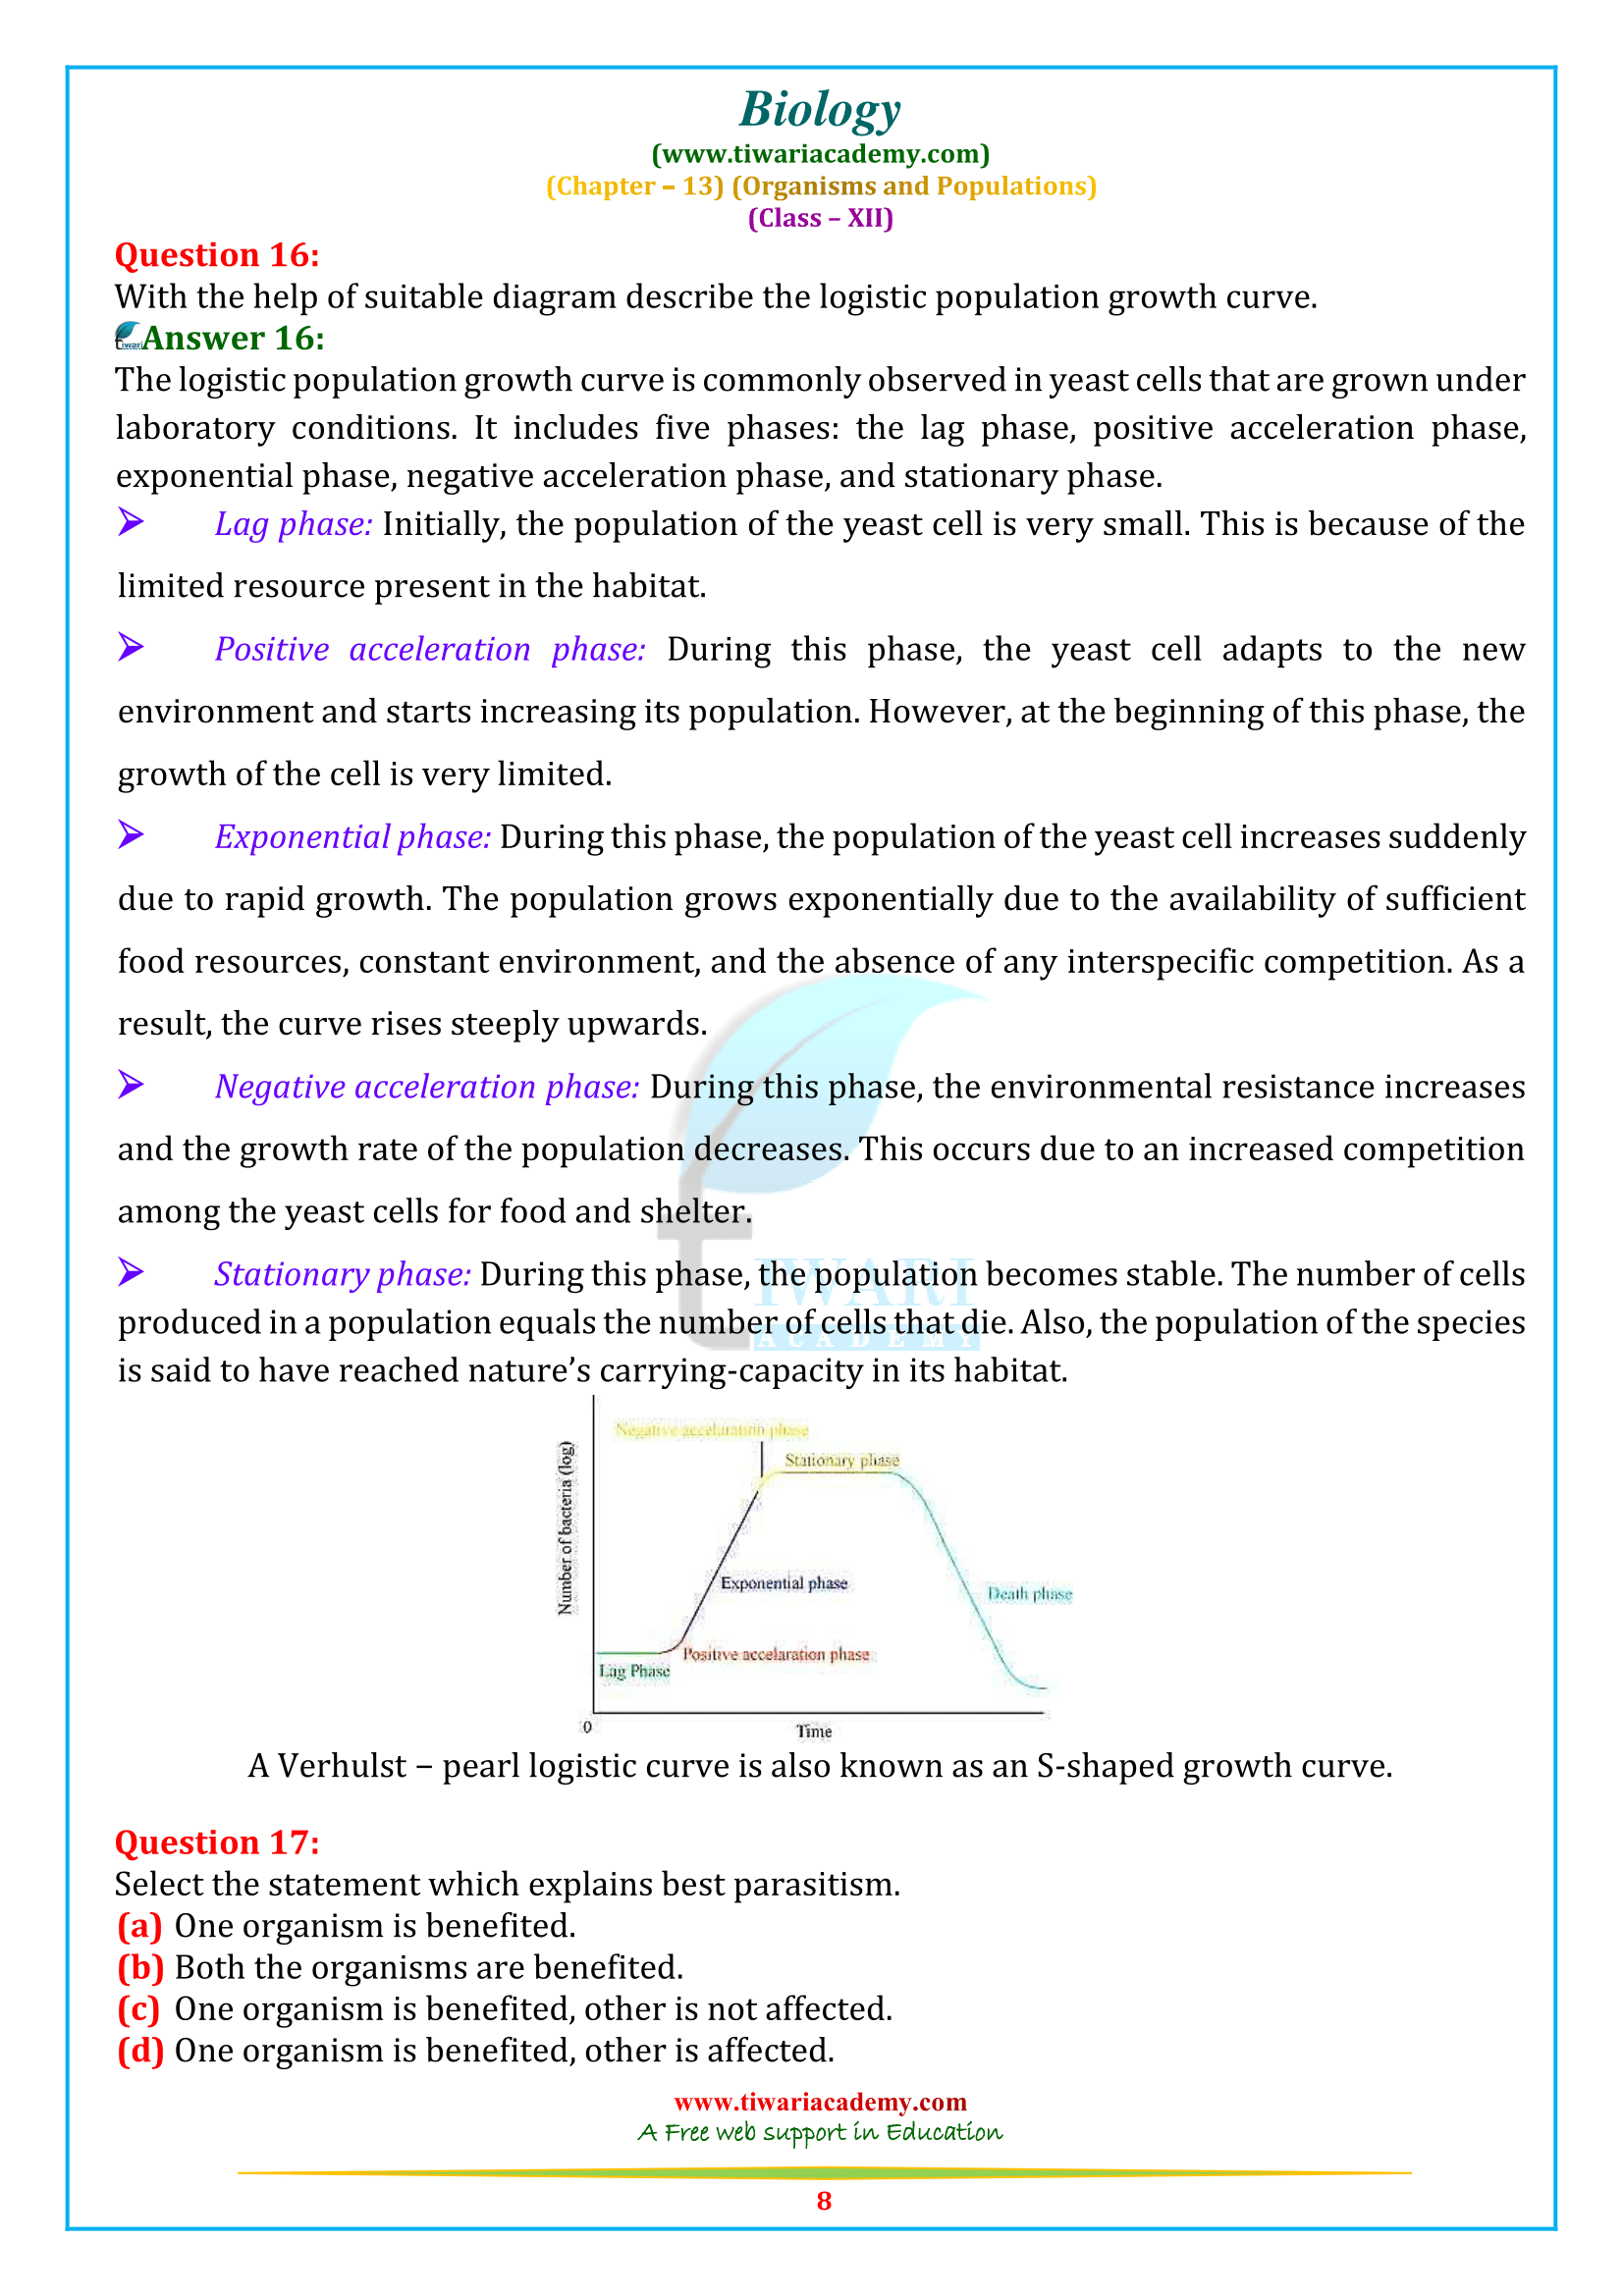 Biology
(www.tiwariacademy.com)
(Chapter – 13) (Organisms and Populations)
(Class – XII)
Question 16:
With the help of suitable diagram describe the logistic population growth curve.
iwari Answer 16:
The logistic population growth curve is commonly observed in yeast cells that are grown under
laboratory conditions. It includes five phases: the lag phase, positive acceleration phase,
exponential phase, negative acceleration phase, and stationary phase.
➢ Lag phase: Initially, the population of the yeast cell is very small. This is because of the
limited resource present in the habitat.
➢ Positive acceleration phase: During this phase, the yeast cell adapts to the new
environment and starts increasing its population. However, at the beginning of this phase, the
growth of the cell is very limited.
➢ Exponential phase: During this phase, the population of the yeast cell increases suddenly
due to rapid growth. The population grows exponentially due to the availability of sufficient
food resources, constant environment, and the absence of any interspecific competition. As a
result, the curve rises steeply upwards.
➢ Negative acceleration phase: During this phase, the environmental resistance increases
and the growth rate of the population decreases. This occurs due to an increased competition
among the yeast cells for food and shelter.
➢ Stationary phase: During this phase, the population becomes stable. The number of cells
produced in a population equals the number of cells that die. Also, the population of the species
is said to have reached nature’s carrying-capacity in its habitat.
tIWARI
ACADEMY
Negative accelaration phase
Stationary phase
Number of bacteria (log)
Exponential phase
Death phase
Positive accelaration phase
Lag Phase
0
Time
A Verhulst − pearl logistic curve is also known as an S-shaped growth curve.
Question 17:
Select the statement which explains best parasitism.
(a) One organism is benefited.
(b) Both the organisms are benefited.
(c) One organism is benefited, other is not affected.
(d) One organism is benefited, other is affected.
www.tiwariacademy.com
A Free web support in Education
8